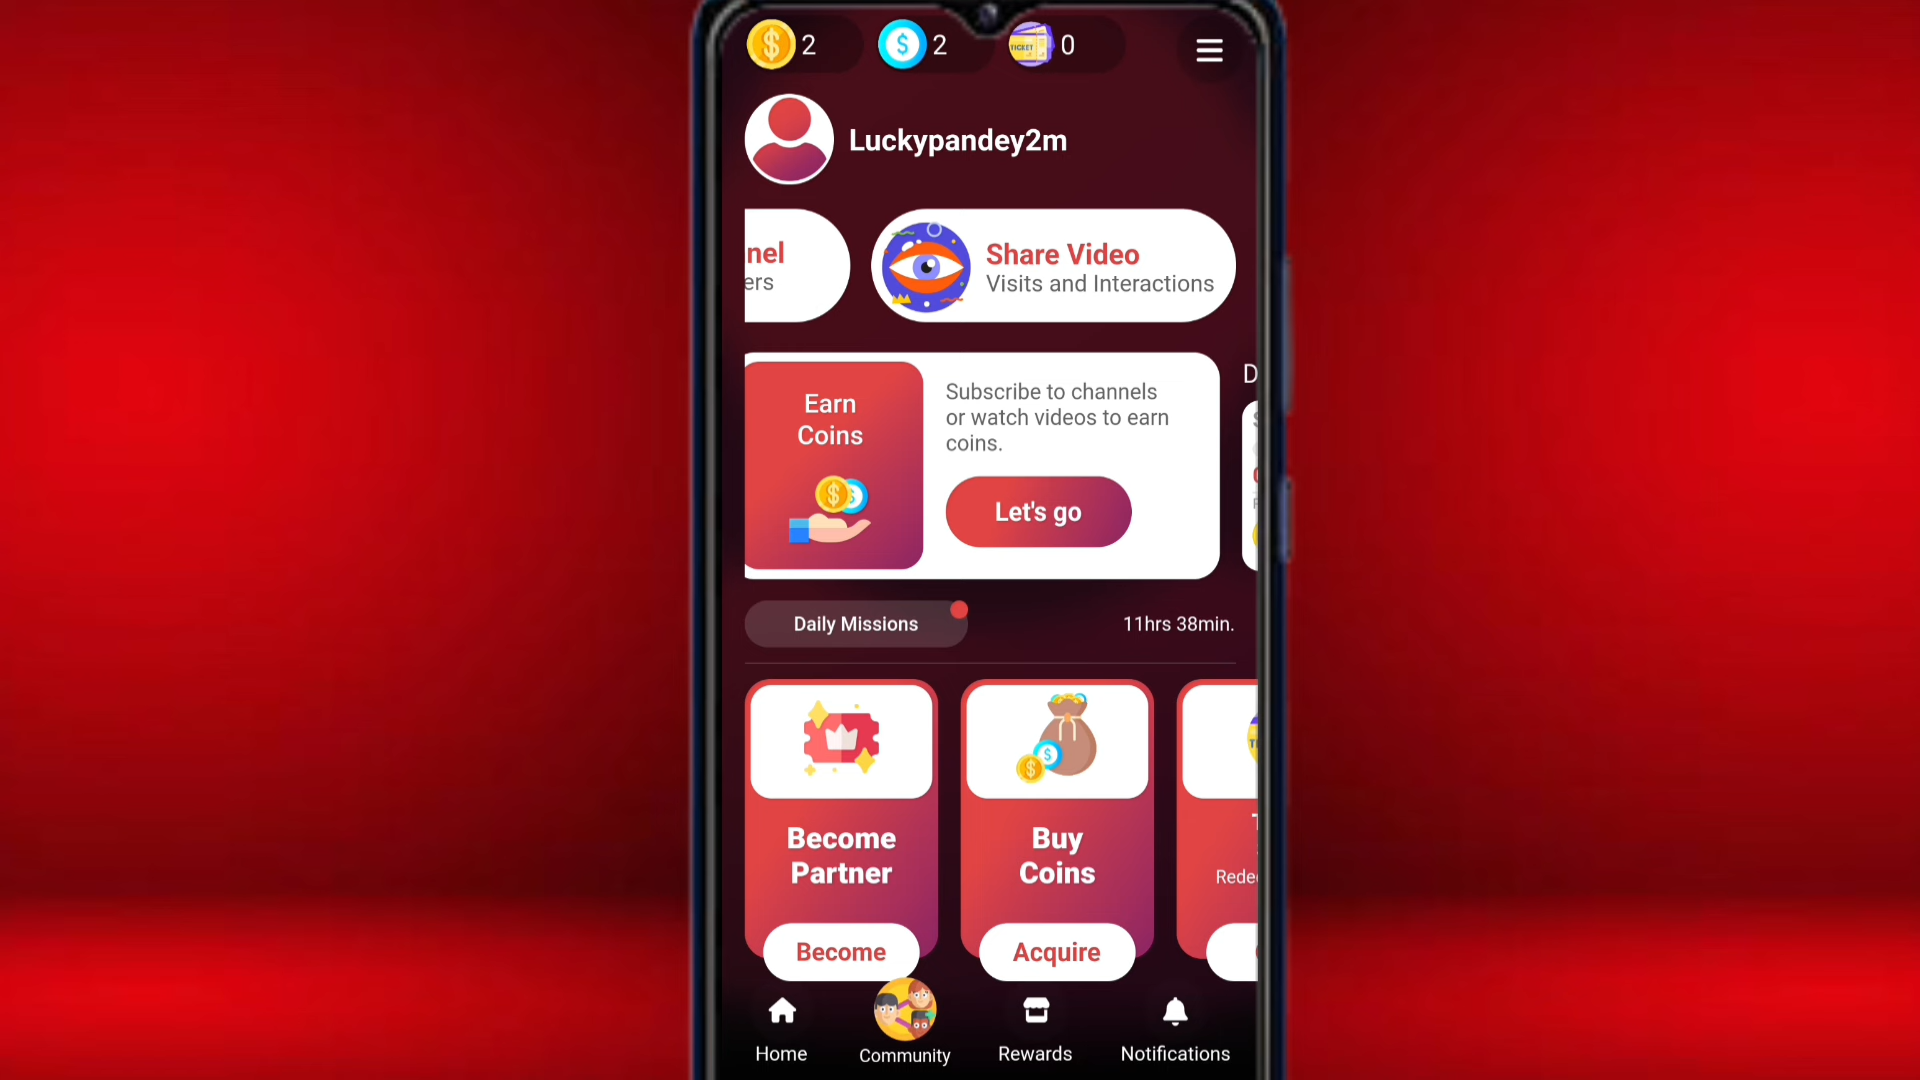 2
2
TICKET
0
Luckypandey2m
nel
ers
Share Video
Visits and Interactions
Earn
Coins
Subscribe to channels
or watch videos to earn
coins.
Let's go
D
Daily Missions
11hrs 38min.
Become
Partner
Become
Buy
Coins
Acquire
Rede
Home
Community
Rewards
Notifications